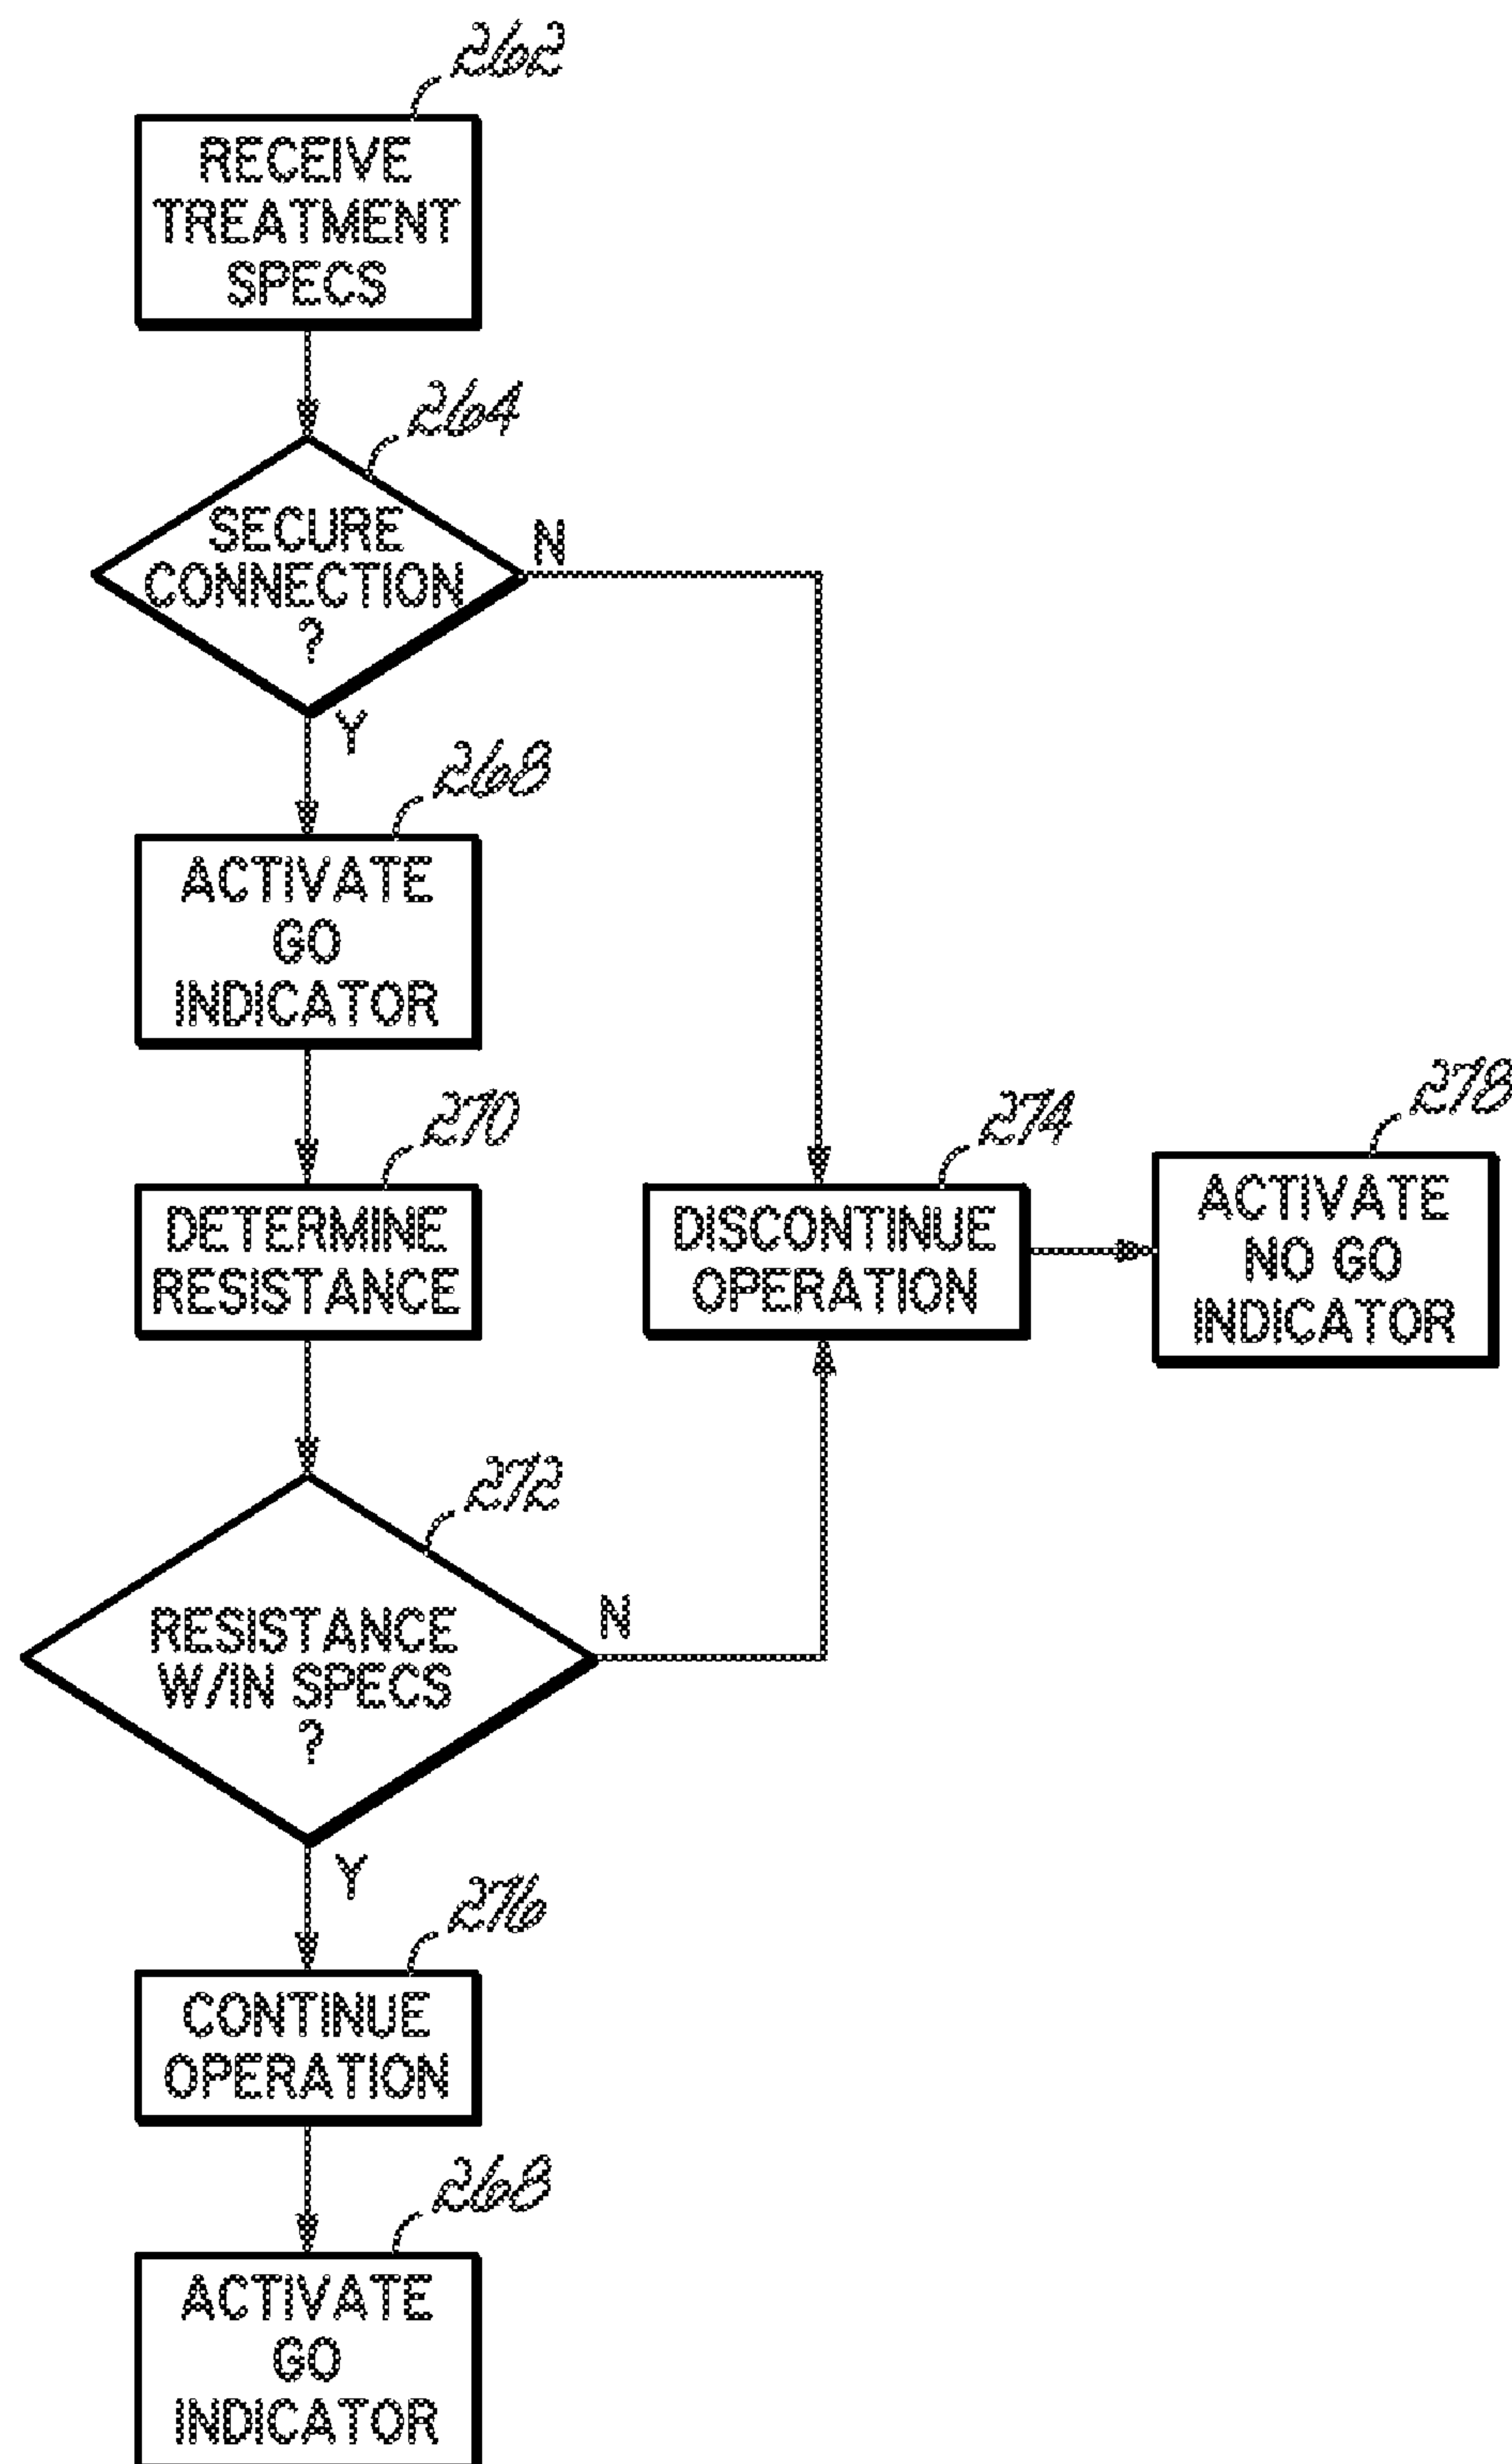 262
RECEIVE
TREATMENT
SPECS
264
SECURE
CONNECTION
?
N
Y
268
ACTIVATE
GO
INDICATOR
270
DETERMINE
RESISTANCE
274
DISCONTINUE
OPERATION
278
ACTIVATE
NO GO
INDICATOR
272
RESISTANCE
W/IN SPECS
?
N
Y
276
CONTINUE
OPERATION
268
ACTIVATE
GO
INDICATOR